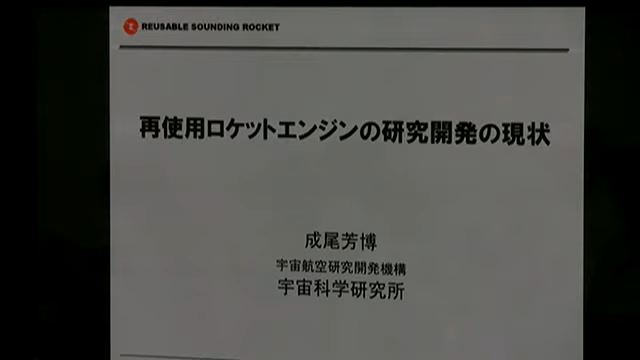 REUSABLE SOUNDING ROCKET
再使用ロケットエンジンの研究開発の現状
成尾芳博
宇宙航空研究開発機構
宇宙科学研究所